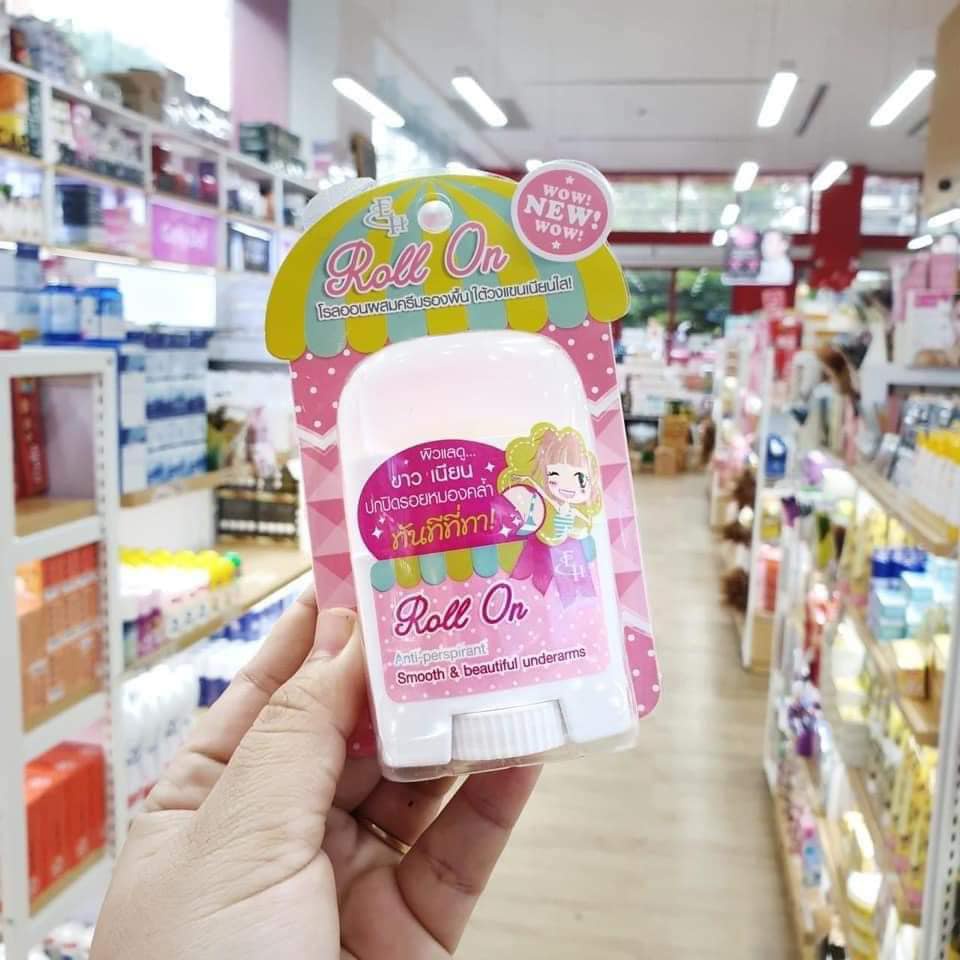 EH
Roll On
WOW!
NEW!
WOW!
โรลออนผสมครีมรองพื้น ใต้วงแขนเนียนใส!
ผิวแลดู...
ขาว เนียน
ปกปิดรอยหมองคล้ำ
ทันทีที่ทา!
EH
Roll On
Anti-perspirant
Smooth & beautiful underarms